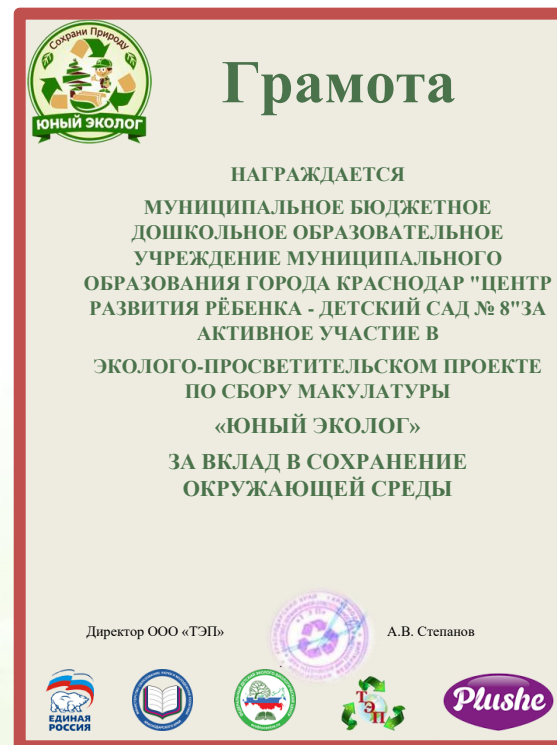 Сохрани Природу
ЮНЫЙ ЭКОЛОГ
Грамота
НАГРАЖДАЕТСЯ
МУНИЦИПАЛЬНОЕ БЮДЖЕТНОЕ
ДОШКОЛЬНОЕ ОБРАЗОВАТЕЛЬНОЕ
УЧРЕЖДЕНИЕ МУНИЦИПАЛЬНОГО
ОБРАЗОВАНИЯ ГОРОДА КРАСНОДАР "ЦЕНТР
РАЗВИТИЯ РЁБЕНКА - ДЕТСКИЙ САД № 8"ЗА
АКТИВНОЕ УЧАСТИЕ В
ЭКОЛОГО-ПРОСВЕТИТЕЛЬСКОМ ПРОЕКТЕ
ПО СБОРУ МАКУЛАТУРЫ
«ЮНЫЙ ЭКОЛОГ»
ЗА ВКЛАД В СОХРАНЕНИЕ
ОКРУЖАЮЩЕЙ СРЕДЫ
Директор ООО «ТЭП»
А.В. Степанов
ЕДИНАЯ
РОССИЯ
ТЭП
Plushe